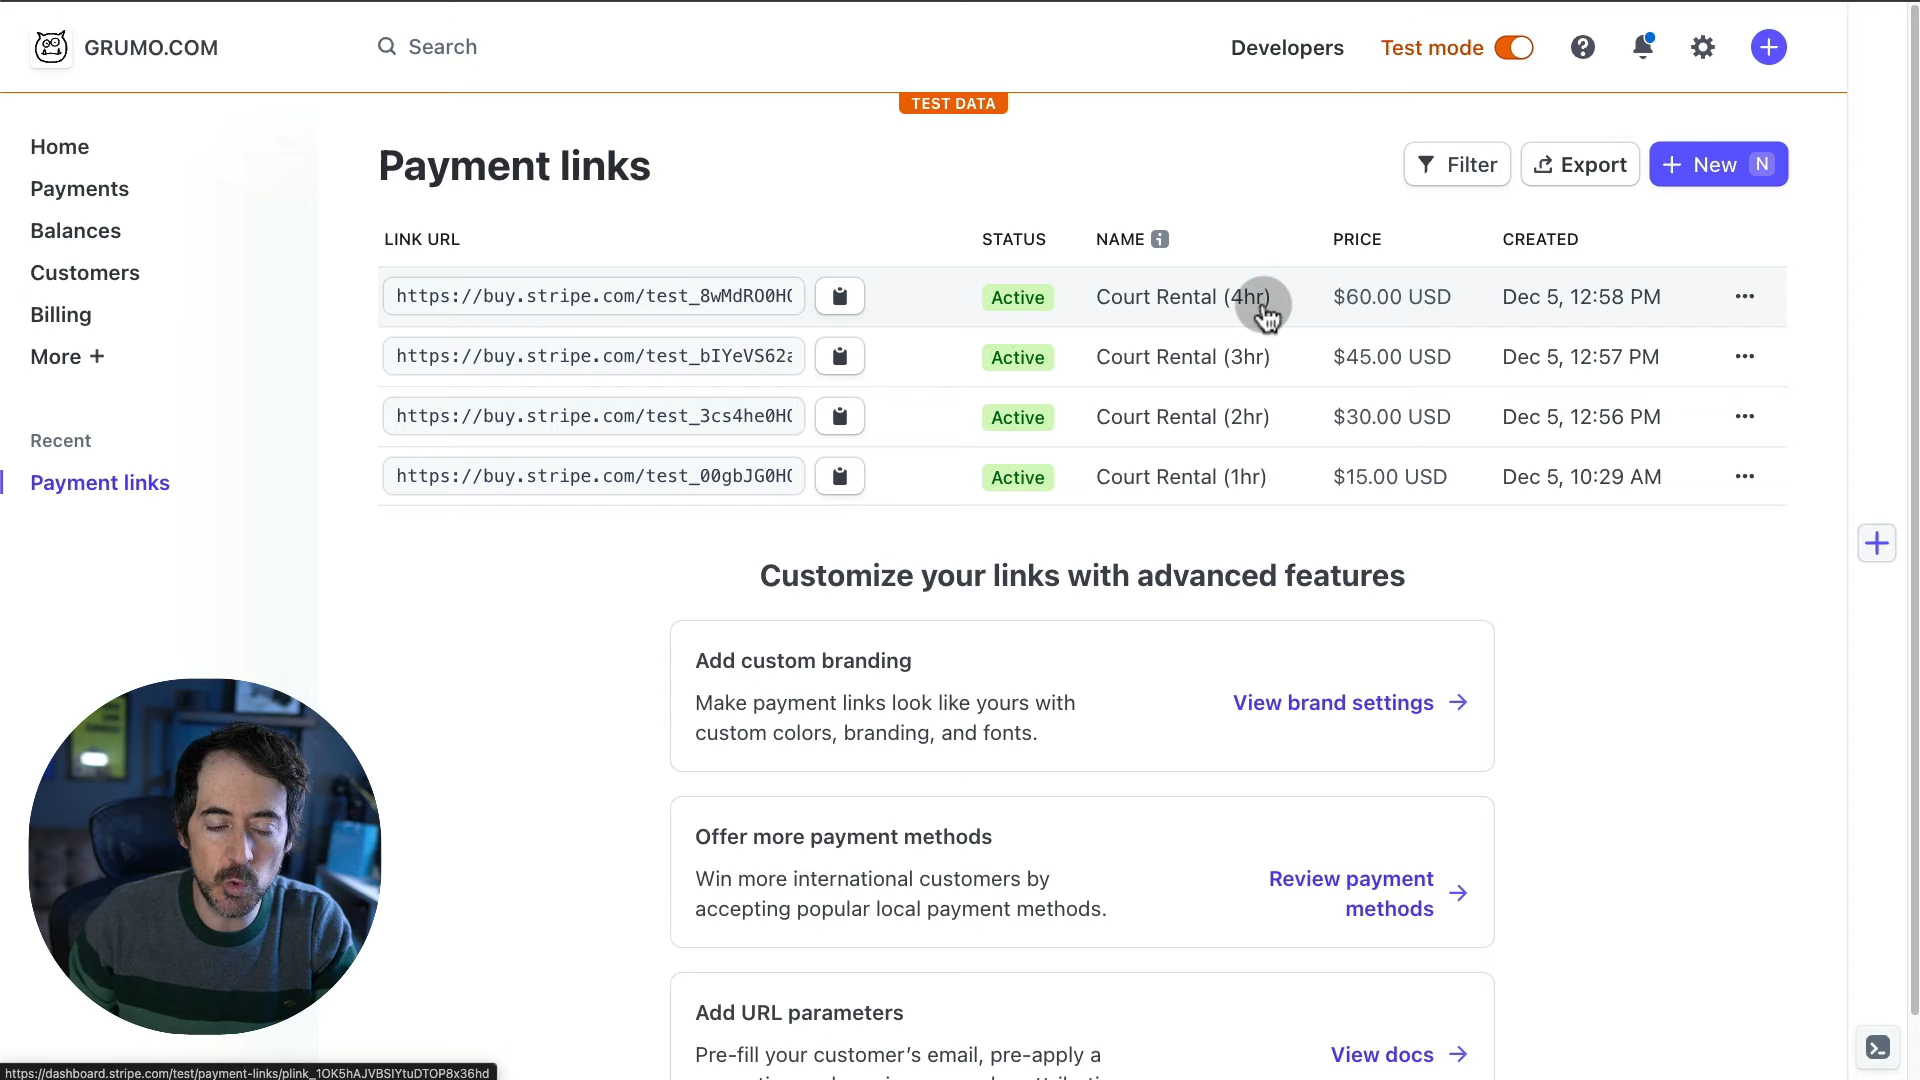 GRUMO.COM
Search
Developers
Test mode
TEST DATA
Home
Payments
Balances
Customers
Billing
More +
Recent
Payment links
Payment links
Filter
Export
+ New N
LINK URL STATUS NAME i PRICE CREATED
https://buy.stripe.com/test_8wMdRO0H Active Court Rental (4hr) $60.00 USD Dec 5, 12:58 PM
https://buy.stripe.com/test_bIYeVS62 Active Court Rental (3hr) $45.00 USD Dec 5, 12:57 PM
https://buy.stripe.com/test_3cs4he0H Active Court Rental (2hr) $30.00 USD Dec 5, 12:56 PM
https://buy.stripe.com/test_00gbJG0H Active Court Rental (1hr) $15.00 USD Dec 5, 10:29 AM
Customize your links with advanced features
Add custom branding
Make payment links look like yours with
custom colors, branding, and fonts.
View brand settings →
Offer more payment methods
Win more international customers by
accepting popular local payment methods.
Review payment
methods →
Add URL parameters
Pre-fill your customer's email, pre-apply a
View docs →
https://dashboard.stripe.com/test/payment-links/plink_1OK5hAJVBSIYtuDTOP8x36hd